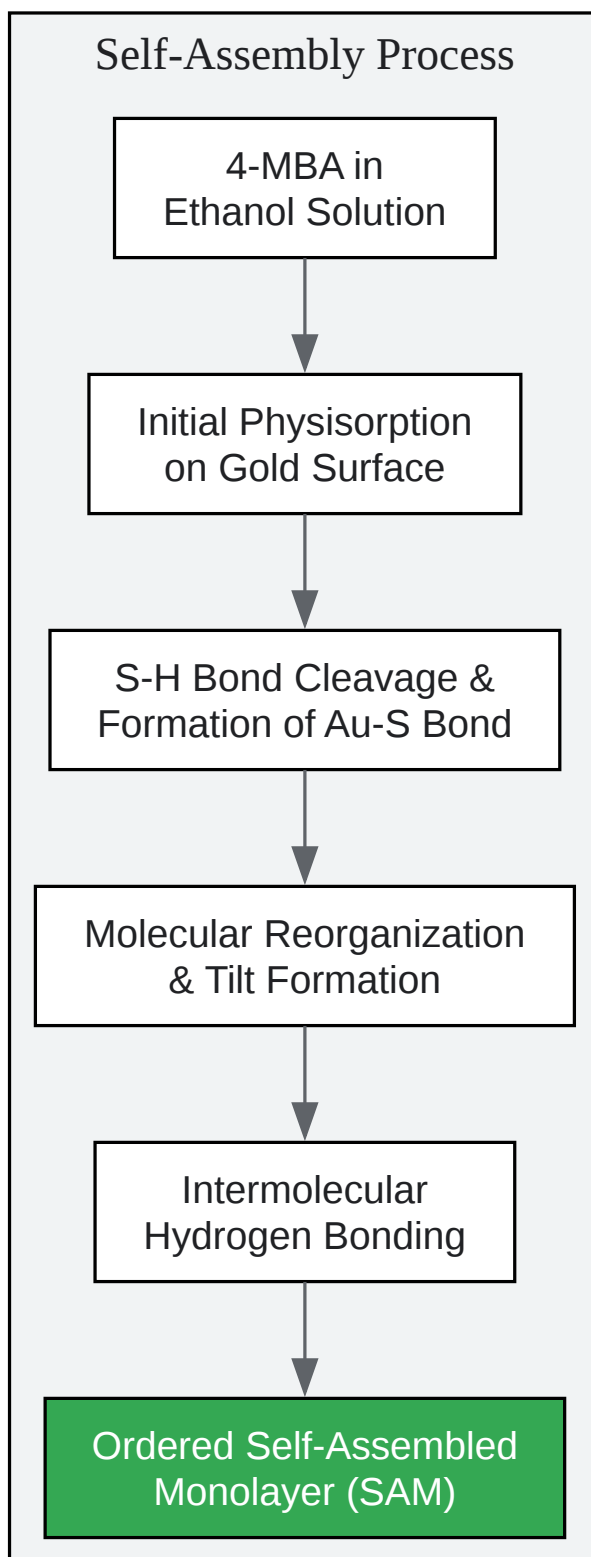 Self-Assembly Process
4-MBA in
Ethanol Solution
Initial Physisorption
on Gold Surface
S-H Bond Cleavage &
Formation of Au-S Bond
Molecular Reorganization
& Tilt Formation
Intermolecular
Hydrogen Bonding
Ordered Self-Assembled
Monolayer (SAM)